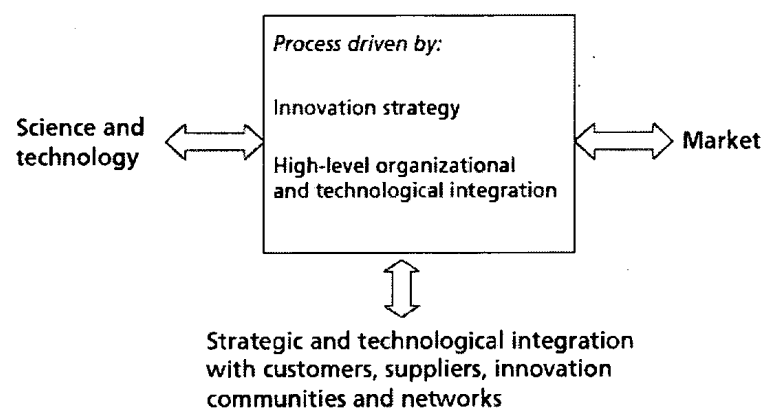 Process driven by:
Innovation strategy
High-level organizational
and technological integration
Science and
technology
Market
Strategic and technological integration
with customers, suppliers, innovation
communities and networks